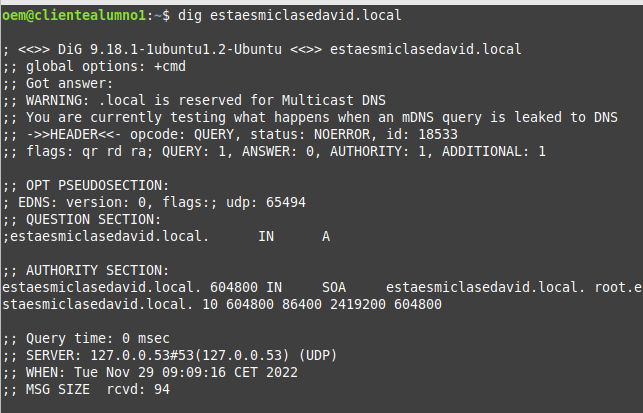 oem@clientealumno1:~$ dig estaesmiclasedavid.local

; <<>> DiG 9.18.1-1ubuntu1.2-Ubuntu <<>> estaesmiclasedavid.local
;; global options: +cmd
;; Got answer:
;; WARNING: .local is reserved for Multicast DNS
;; You are currently testing what happens when an mDNS query is leaked to DNS
;; ->>HEADER<<- opcode: QUERY, status: NOERROR, id: 18533
;; flags: qr rd ra; QUERY: 1, ANSWER: 0, AUTHORITY: 1, ADDITIONAL: 1

;; OPT PSEUDOSECTION:
; EDNS: version: 0, flags:; udp: 65494
;; QUESTION SECTION:
;estaesmiclasedavid.local.      IN      A

;; AUTHORITY SECTION:
estaesmiclasedavid.local. 604800 IN     SOA     estaesmiclasedavid.local. root.e
staesmiclasedavid.local. 10 604800 86400 2419200 604800

;; Query time: 0 msec
;; SERVER: 127.0.0.53#53(127.0.0.53) (UDP)
;; WHEN: Tue Nov 29 09:09:16 CET 2022
;; MSG SIZE  rcvd: 94